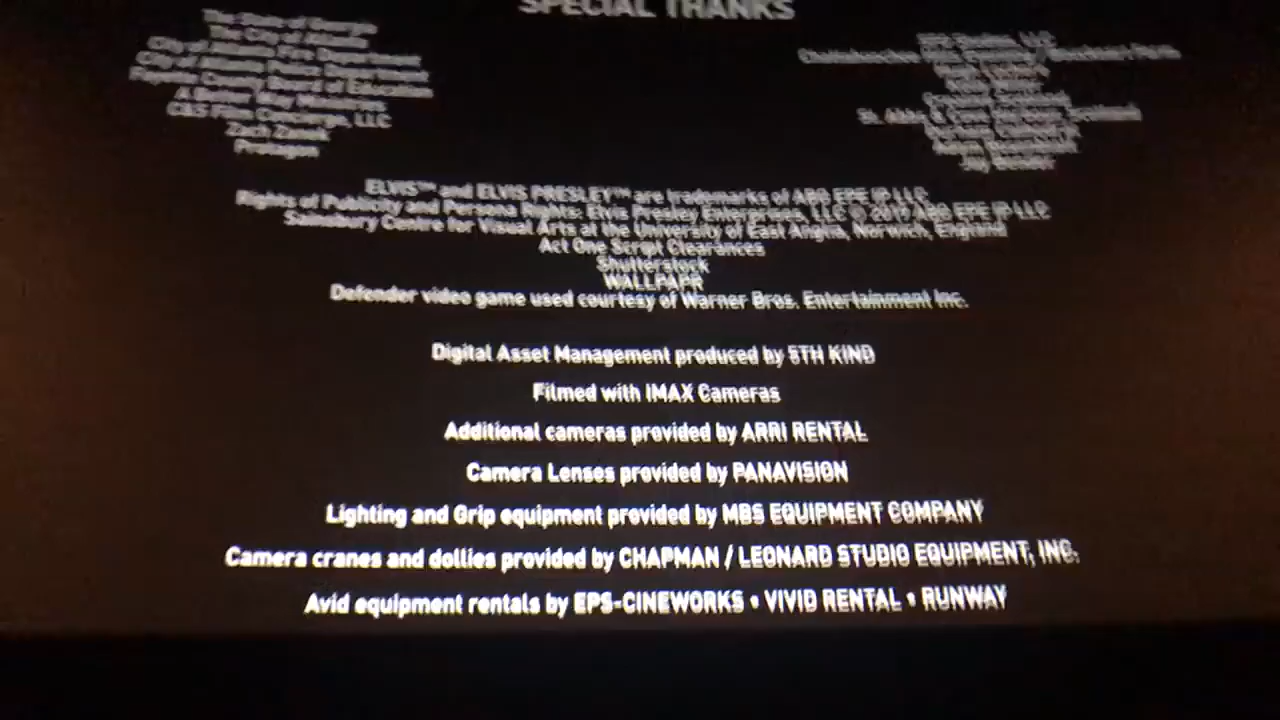 SPECIAL THANKS
The State of Georgia
The City of Atlanta
City of Atlanta Fire Department
City of Atlanta Police Department
Fayette County Board of Education
A Better Way Ministries
C&S Film Concierge, LLC
Zach
St. Abbs Scotland
ELVIS™ and ELVIS PRESLEY™ are trademarks of ABG EPE IP LLC
Rights of Publicity and Persona Rights: Elvis Presley Enterprises, LLC © 2019 ABG EPE IP LLC
Sainsbury Centre for Visual Arts at the University of East Anglia, Norwich, England
Act One Script Clearances
Shutterstock
WALLPAPR
Defender video game used courtesy of Warner Bros. Entertainment Inc.
Digital Asset Management produced by 5TH KIND
Filmed with IMAX Cameras
Additional cameras provided by ARRI RENTAL
Camera Lenses provided by PANAVISION
Lighting and Grip equipment provided by MBS EQUIPMENT COMPANY
Camera cranes and dollies provided by CHAPMAN / LEONARD STUDIO EQUIPMENT, INC.
Avid equipment rentals by EPS-CINEWORKS • VIVID RENTAL • RUNWAY